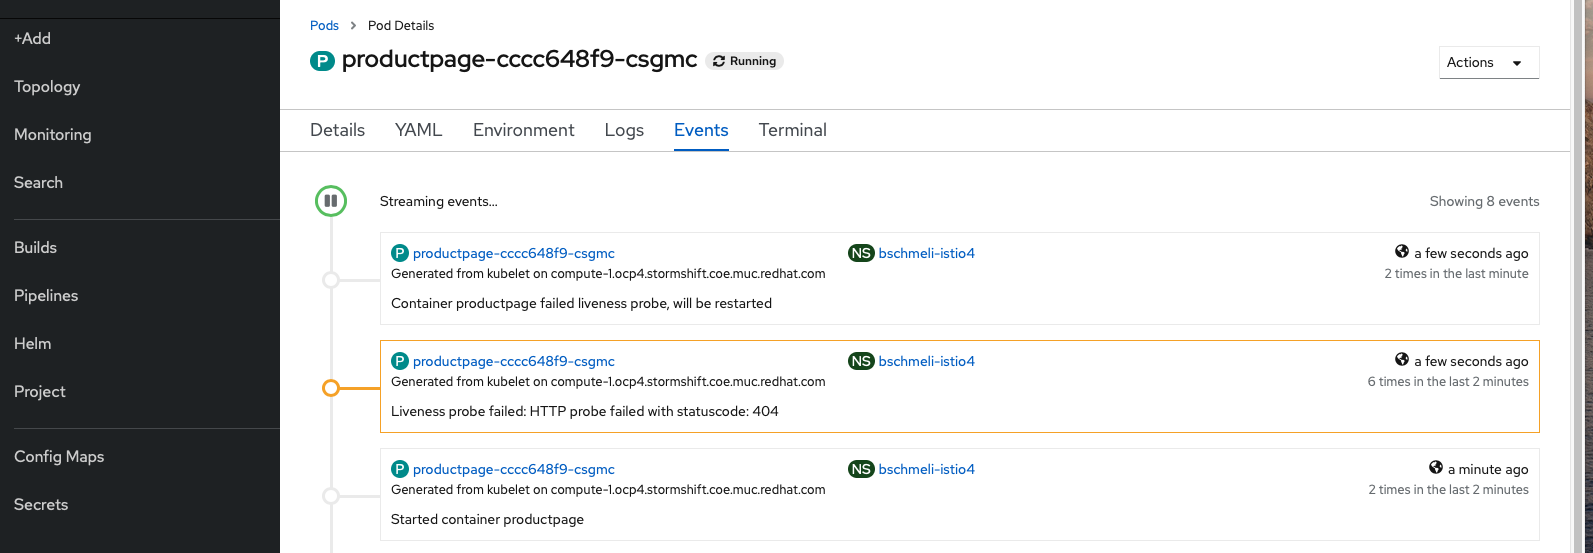 +Add
Topology
Monitoring
Search
Builds
Pipelines
Helm
Project
Config Maps
Secrets
Pods > Pod Details
P productpage-cccc648f9-csgmc Running
Actions
Details YAML Environment Logs Events Terminal
Streaming events... Showing 8 events
P productpage-cccc648f9-csgmc NS bschmeli-istio4 a few seconds ago
Generated from kubelet on compute-1.ocp4.stormshift.coe.muc.redhat.com 2 times in the last minute
Container productpage failed liveness probe, will be restarted
P productpage-cccc648f9-csgmc NS bschmeli-istio4 a few seconds ago
Generated from kubelet on compute-1.ocp4.stormshift.coe.muc.redhat.com 6 times in the last 2 minutes
Liveness probe failed: HTTP probe failed with statuscode: 404
P productpage-cccc648f9-csgmc NS bschmeli-istio4 a minute ago
Generated from kubelet on compute-1.ocp4.stormshift.coe.muc.redhat.com 2 times in the last 2 minutes
Started container productpage